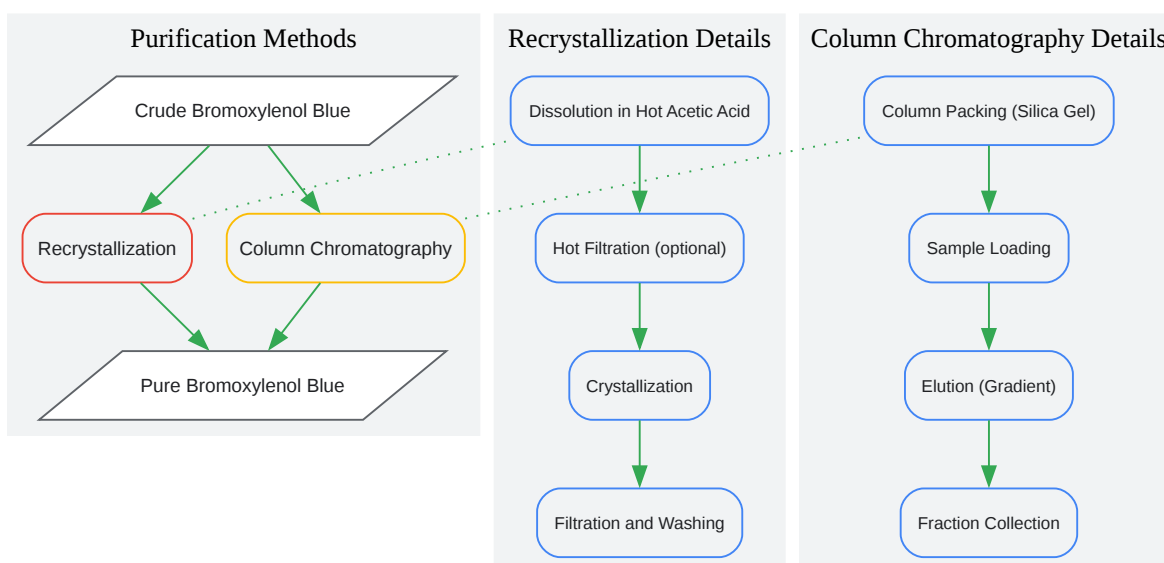 Purification Methods
Crude Bromoxylenol Blue
Recrystallization
Column Chromatography
Pure Bromoxylenol Blue
Recrystallization Details
Dissolution in Hot Acetic Acid
Hot Filtration (optional)
Crystallization
Filtration and Washing
Column Chromatography Details
Column Packing (Silica Gel)
Sample Loading
Elution (Gradient)
Fraction Collection